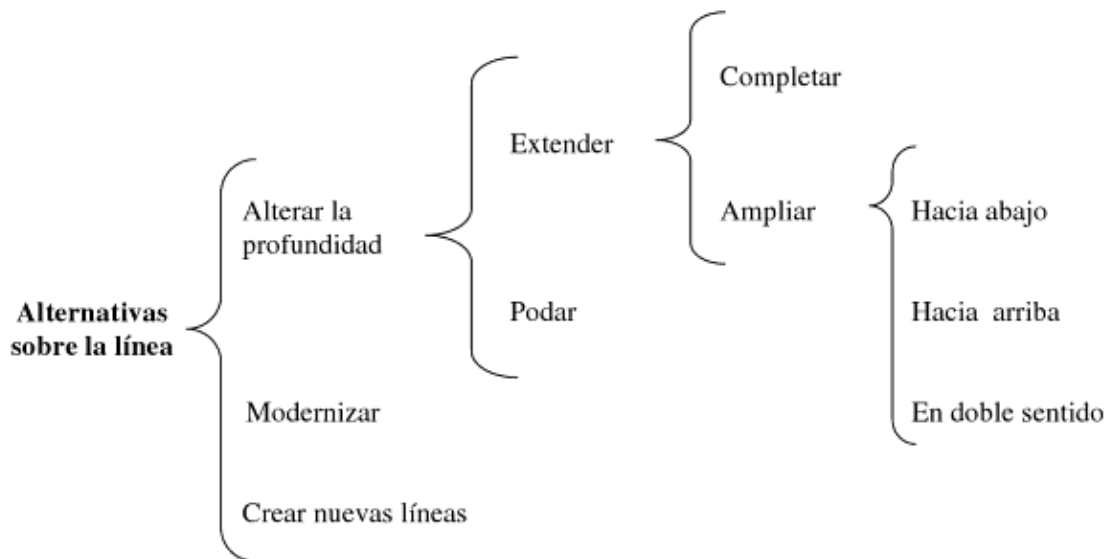 Alternativas
sobre la línea
Alterar la
profundidad
Extender
Completar
Ampliar
Hacia abajo
Hacia arriba
En doble sentido
Podar
Modernizar
Crear nuevas líneas